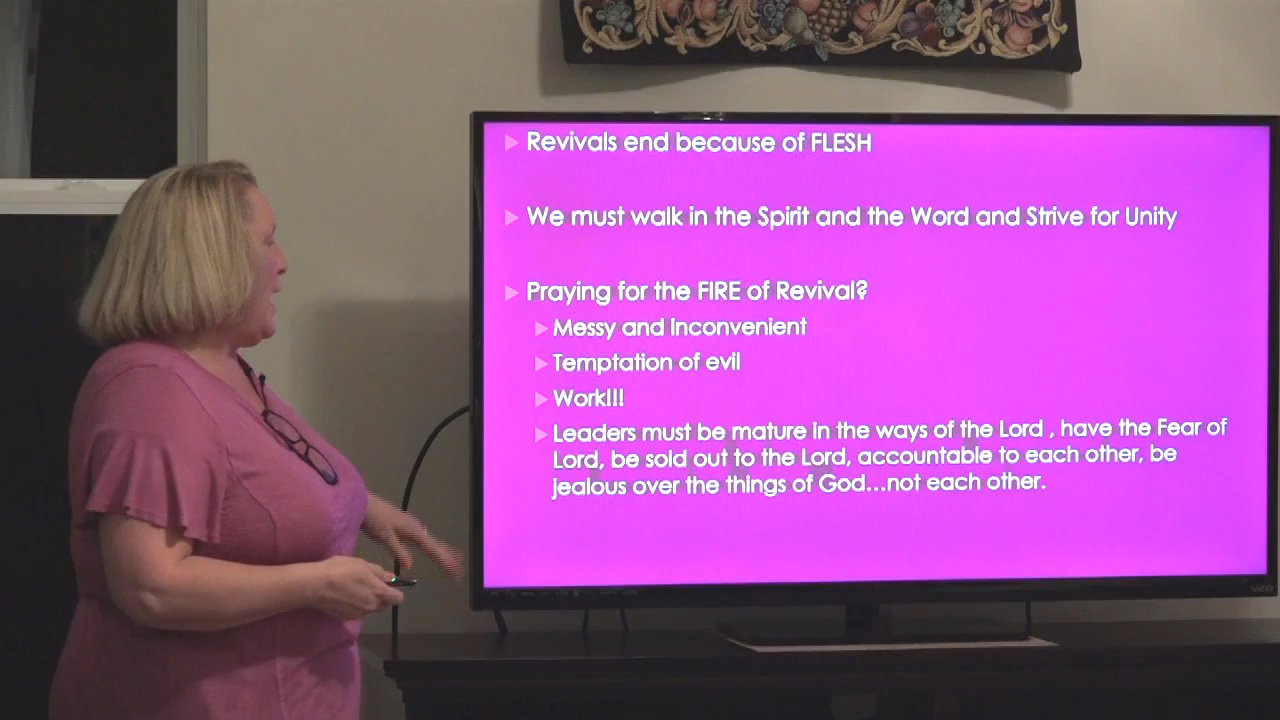 Revivals end because of FLESH
We must walk in the Spirit and the Word and Strive for Unity
Praying for the FIRE of Revival?
Messy and inconvenient
Temptation of evil
Work!!!
Leaders must be mature in the ways of the Lord , have the Fear of
Lord, be sold out to the Lord, accountable to each other, be
jealous over the things of God...not each other.
VIZIO